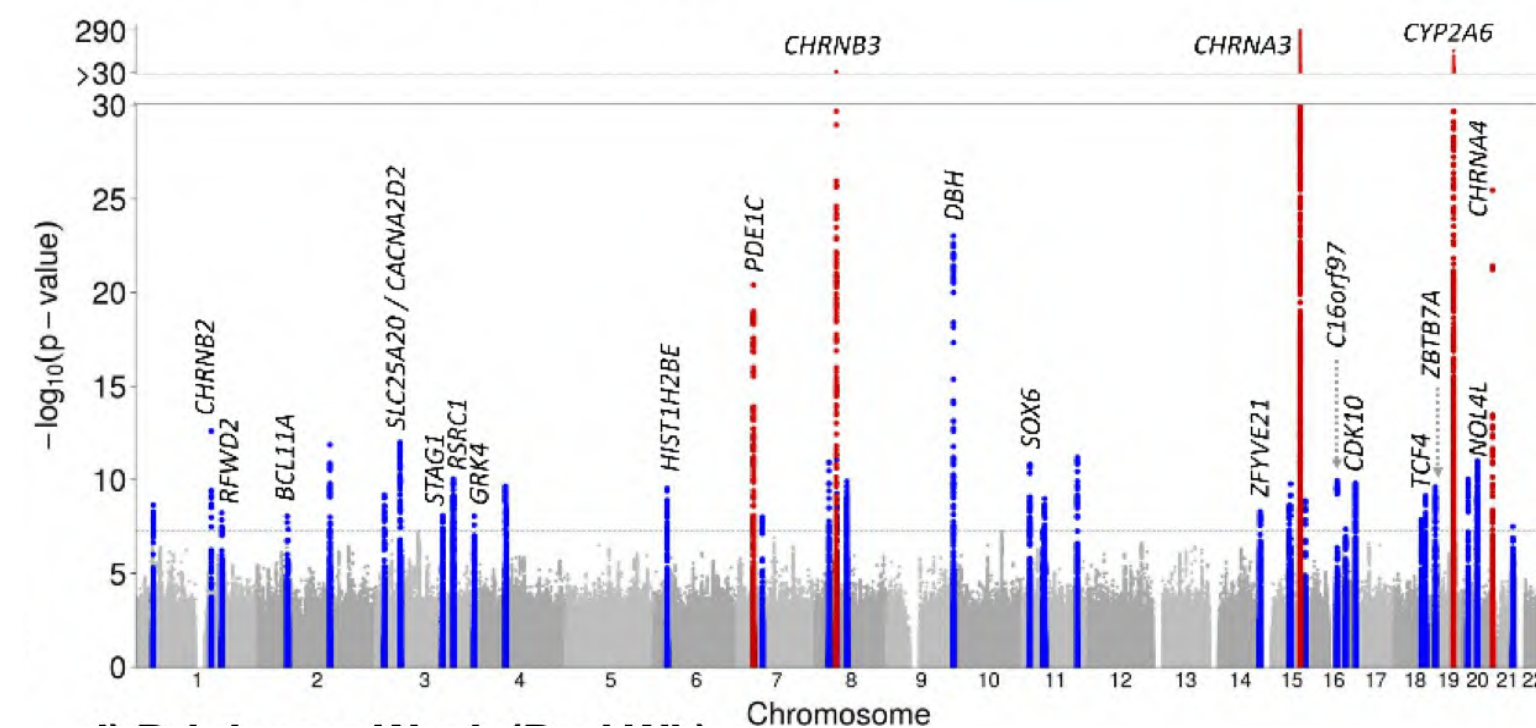 290
>30
30
25
20
15
10
5
0
−log10(p − value)
CHRNB2
RFWD2
BCL11A
SLC25A20 / CACNA2D2
STAG1
RSRC1
GRK4
HIST1H2BE
PDE1C
CHRNB3
DBH
SOX6
ZFYVE21
CHRNA3
C16orf97
CDK10
TCF4
ZBTB7A
CYP2A6
NOL4L
CHRNA4
1 2 3 4 5 6 7 8 9 10 11 12 13 14 15 16 17 18 19 20 21 22
Chromosome